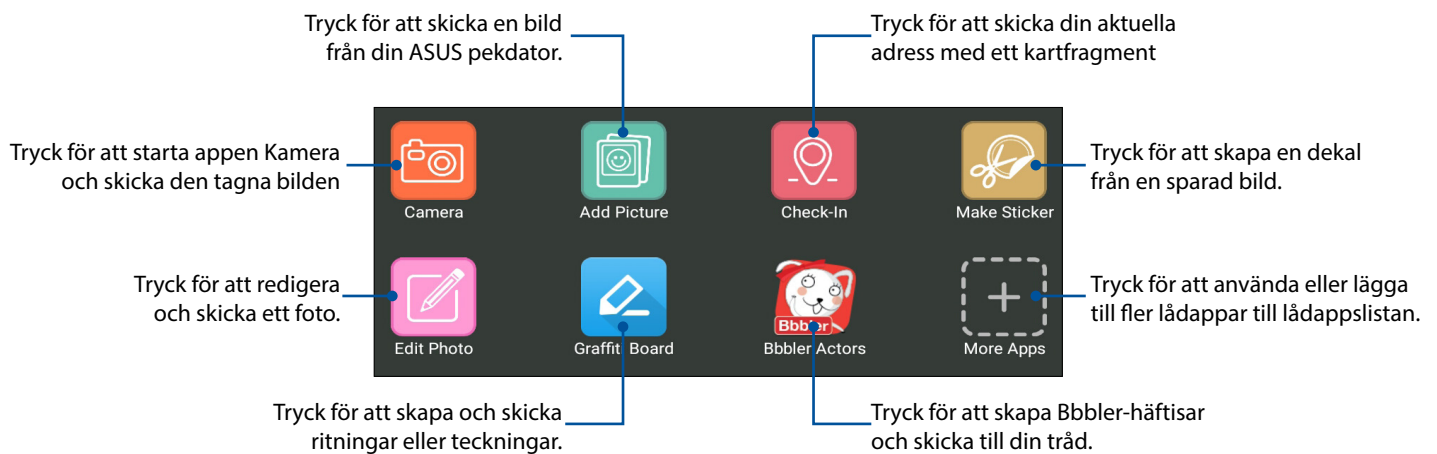 Tryck för att skicka en bild
från din ASUS pekdator.
Tryck för att skicka din aktuella
adress med ett kartfragment
Tryck för att starta appen Kamera
och skicka den tagna bilden
Tryck för att skapa en dekal
från en sparad bild.
Camera
Add Picture
Check-In
Make Sticker
Tryck för att redigera
och skicka ett foto.
Tryck för att använda eller lägga
till fler lådappar till lådappslistan.
Bbbler
Edit Photo
Graffiti Board
Bbbler Actors
More Apps
Tryck för att skapa och skicka
ritningar eller teckningar.
Tryck för att skapa Bbbler-häftisar
och skicka till din tråd.